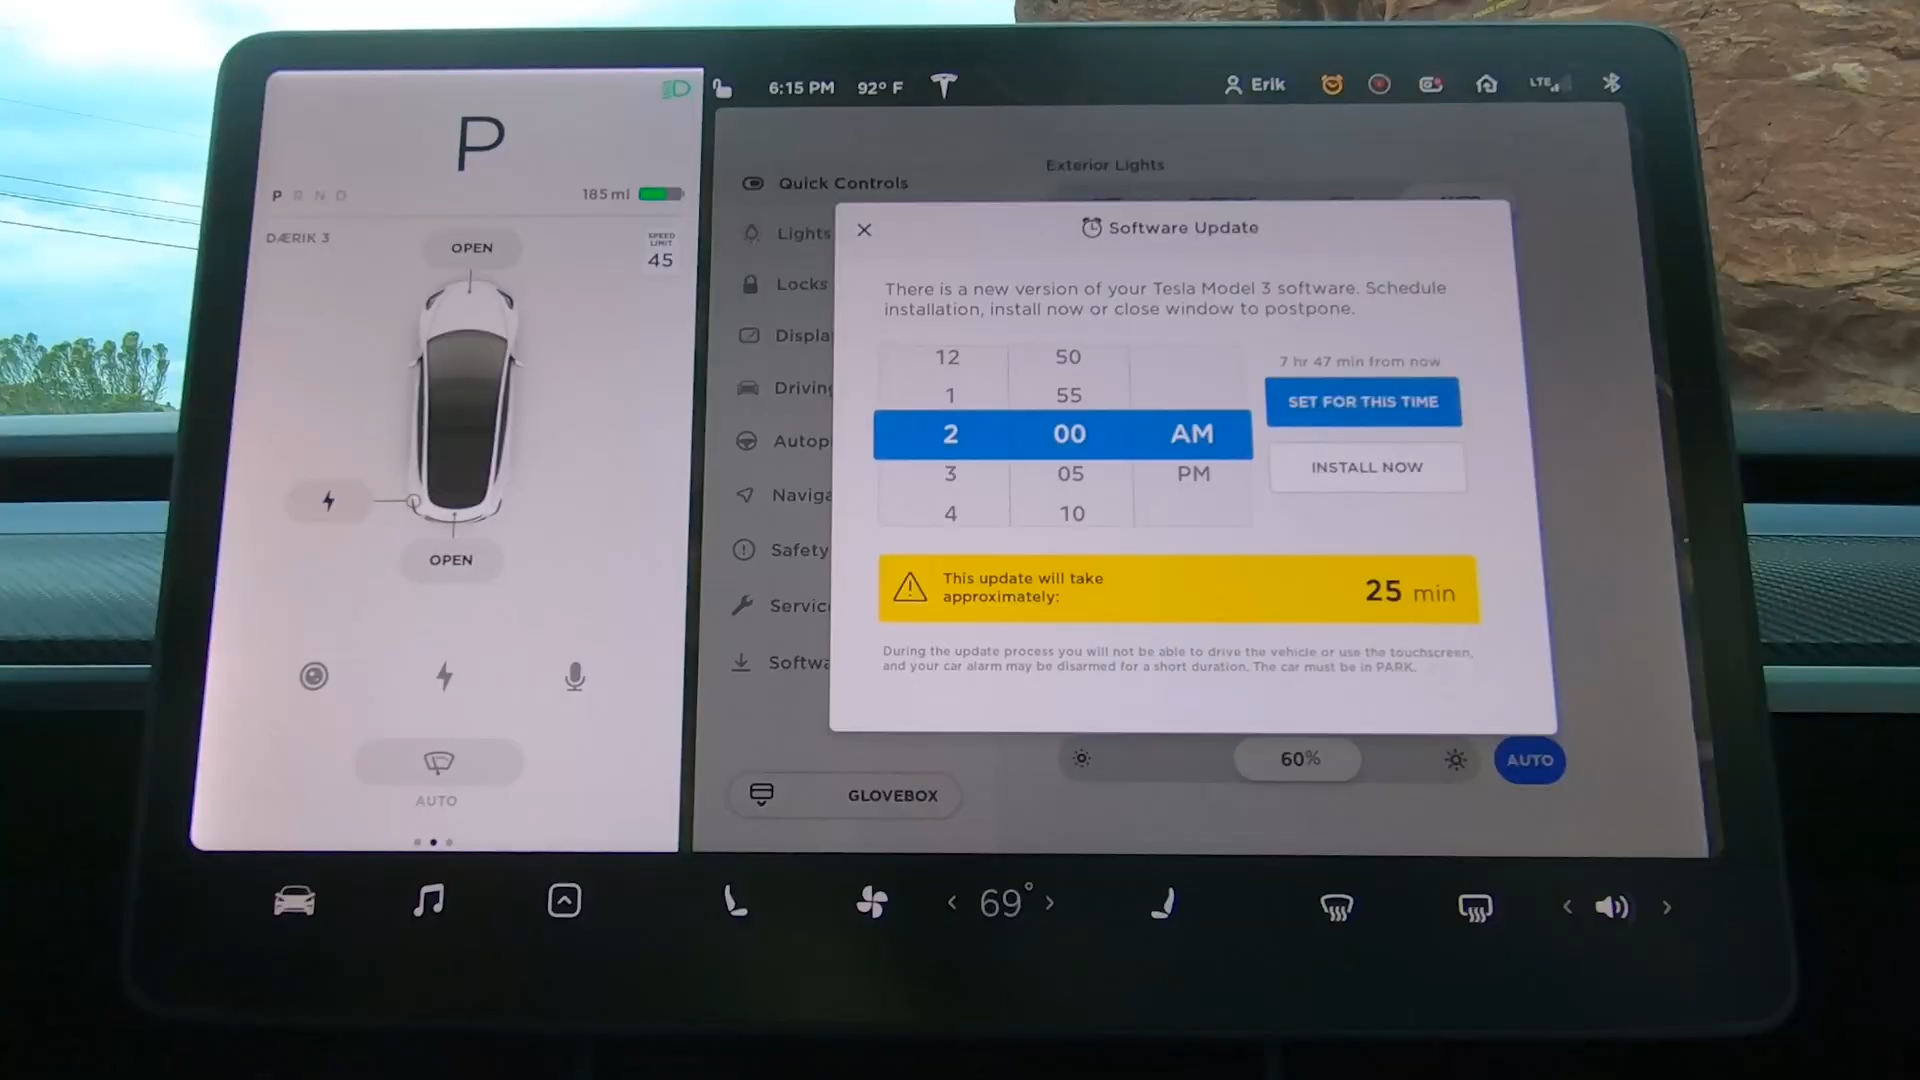 P
P R N D
185 mi
DÆRIK 3
SPEED
LIMIT
45
OPEN
OPEN
AUTO
6:15 PM
92° F
Erik
LTE
Exterior Lights
Quick Controls
Lights
Locks
Displa
Driving
Autop
Naviga
Safety
Servic
Softwa
GLOVEBOX
Software Update
There is a new version of your Tesla Model 3 software. Schedule
installation, install now or close window to postpone.
12 50
1 55
2 00 AM
3 05 PM
4 10
7 hr 47 min from now
SET FOR THIS TIME
INSTALL NOW
This update will take
approximately:
25 min
During the update process you will not be able to drive the vehicle or use the touchscreen,
and your car alarm may be disarmed for a short duration. The car must be in PARK.
60%
AUTO
69°